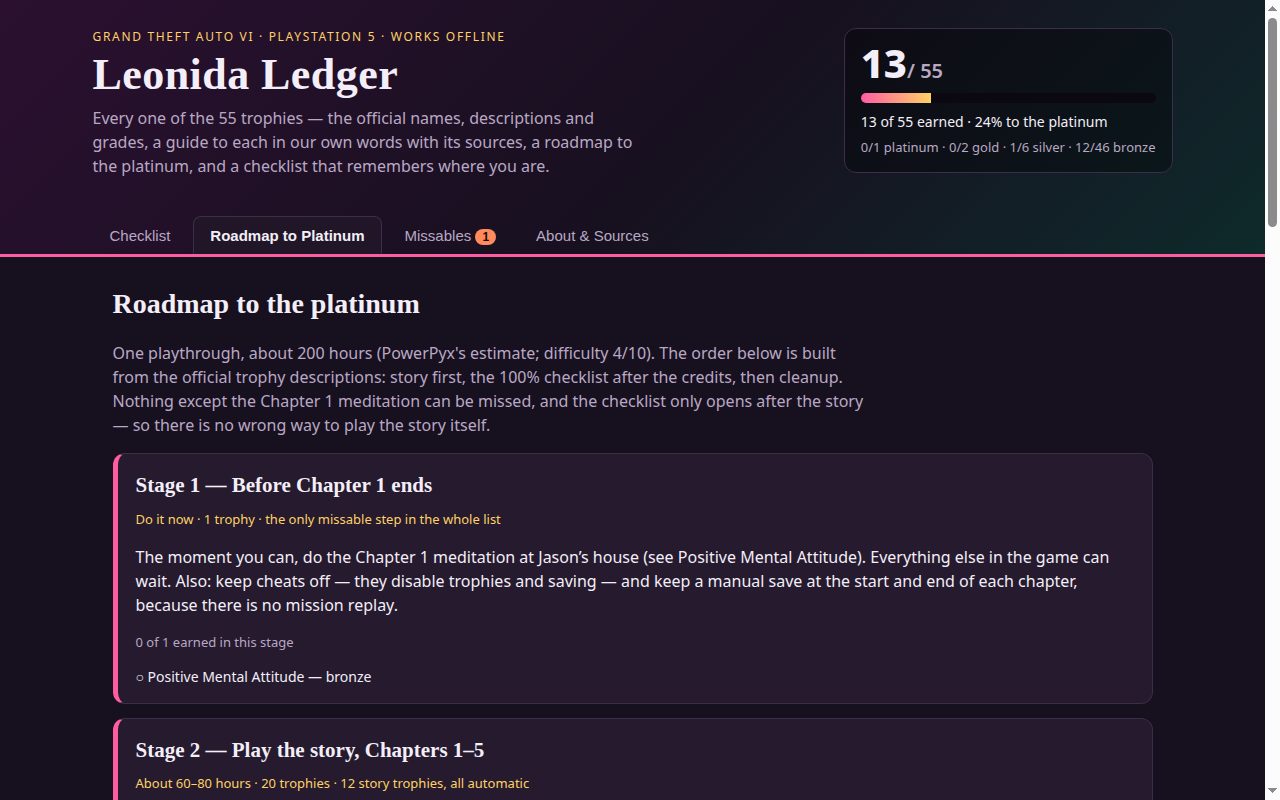 GRAND THEFT AUTO VI · PLAYSTATION 5 · WORKS OFFLINE
Leonida Ledger
Every one of the 55 trophies — the official names, descriptions and
grades, a guide to each in our own words with its sources, a roadmap to
the platinum, and a checklist that remembers where you are.
13/ 55
13 of 55 earned · 24% to the platinum
0/1 platinum · 0/2 gold · 1/6 silver · 12/46 bronze
Checklist
Roadmap to Platinum
Missables 1
About & Sources
Roadmap to the platinum
One playthrough, about 200 hours (PowerPyx's estimate; difficulty 4/10). The order below is built
from the official trophy descriptions: story first, the 100% checklist after the credits, then cleanup.
Nothing except the Chapter 1 meditation can be missed, and the checklist only opens after the story
— so there is no wrong way to play the story itself.
Stage 1 — Before Chapter 1 ends
Do it now · 1 trophy · the only missable step in the whole list
The moment you can, do the Chapter 1 meditation at Jason’s house (see Positive Mental Attitude). Everything else in the game can
wait. Also: keep cheats off — they disable trophies and saving — and keep a manual save at the start and end of each chapter,
because there is no mission replay.
0 of 1 earned in this stage
○ Positive Mental Attitude — bronze
Stage 2 — Play the story, Chapters 1–5
About 60–80 hours · 20 trophies · 12 story trophies, all automatic